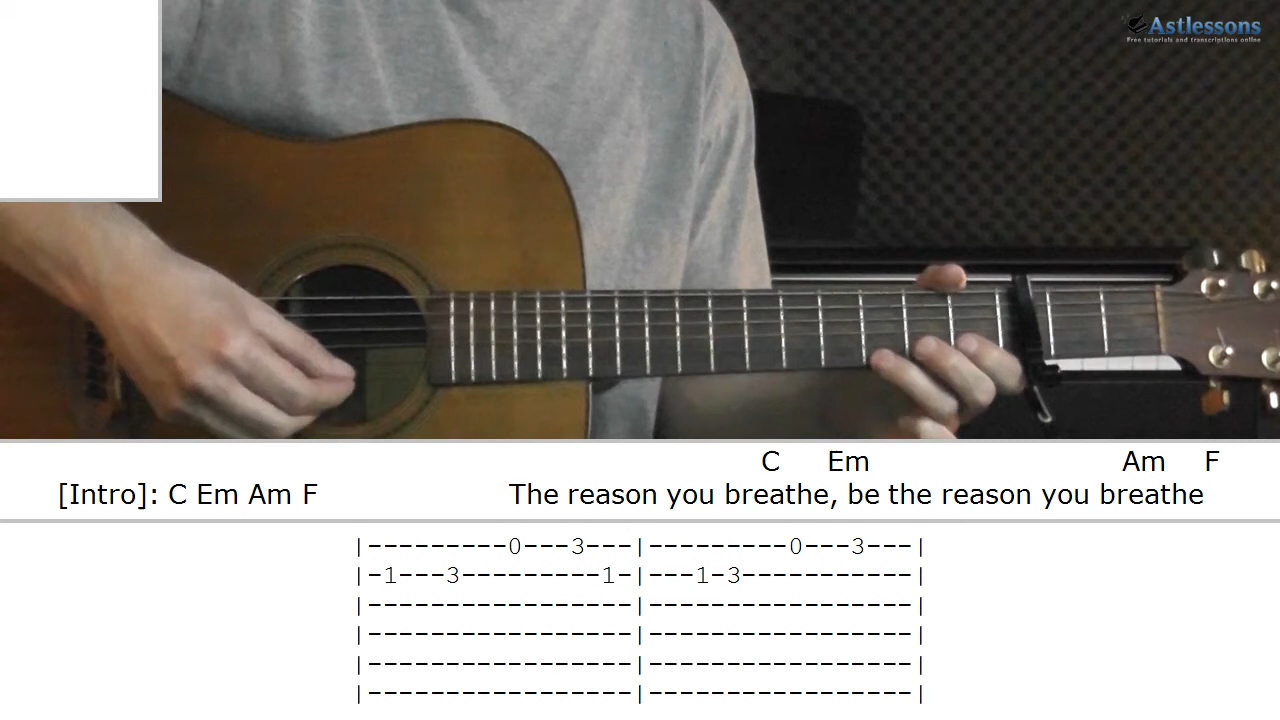 Astlessons
Free tutorials and transcriptions online
C Em Am F
[Intro]: C Em Am F The reason you breathe, be the reason you breathe
|---------0---3---|---------0---3---|
|-1---3---------1-|---1-3-----------|
|-----------------|-----------------|
|-----------------|-----------------|
|-----------------|-----------------|
|-----------------|-----------------|